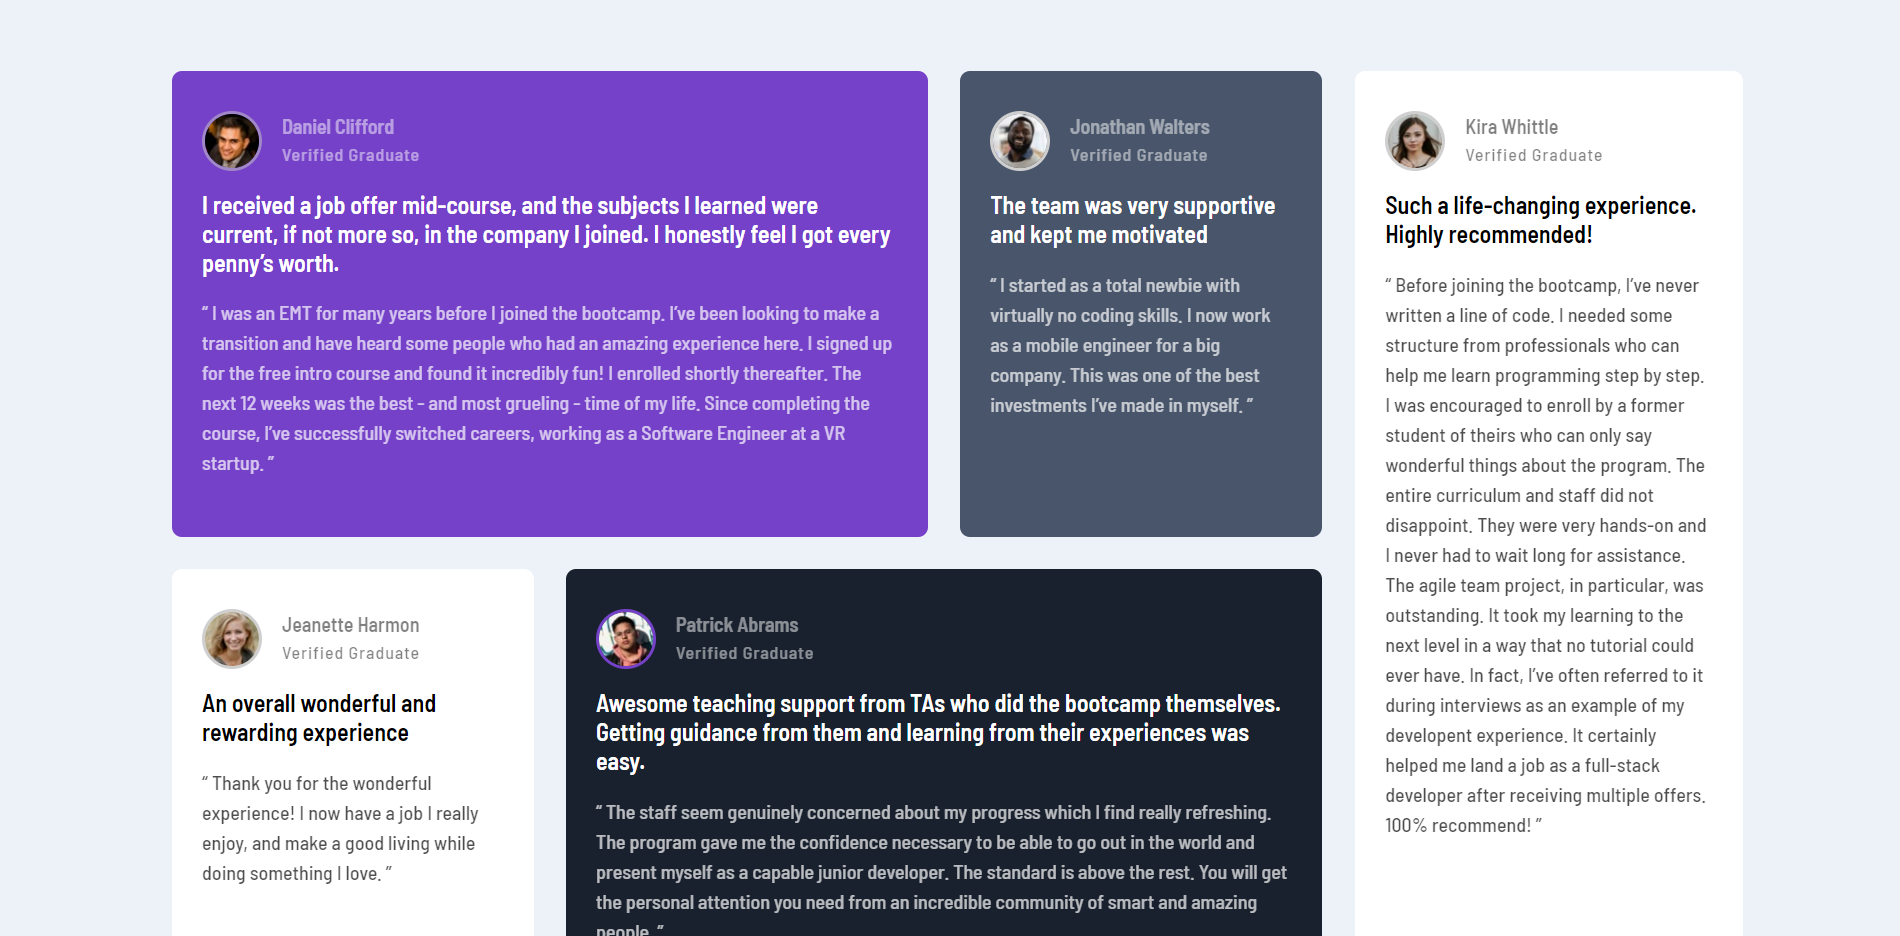 Daniel Clifford
Verified Graduate
I received a job offer mid-course, and the subjects I learned were
current, if not more so, in the company I joined. I honestly feel I got every
penny’s worth.
“ I was an EMT for many years before I joined the bootcamp. I’ve been looking to make a
transition and have heard some people who had an amazing experience here. I signed up
for the free intro course and found it incredibly fun! I enrolled shortly thereafter. The
next 12 weeks was the best - and most grueling - time of my life. Since completing the
course, I’ve successfully switched careers, working as a Software Engineer at a VR
startup. ”
Jonathan Walters
Verified Graduate
The team was very supportive
and kept me motivated
“ I started as a total newbie with
virtually no coding skills. I now work
as a mobile engineer for a big
company. This was one of the best
investments I’ve made in myself. ”
Kira Whittle
Verified Graduate
Such a life-changing experience.
Highly recommended!
“ Before joining the bootcamp, I’ve never
written a line of code. I needed some
structure from professionals who can
help me learn programming step by step.
I was encouraged to enroll by a former
student of theirs who can only say
wonderful things about the program. The
entire curriculum and staff did not
disappoint. They were very hands-on and
I never had to wait long for assistance.
The agile team project, in particular, was
outstanding. It took my learning to the
next level in a way that no tutorial could
ever have. In fact, I’ve often referred to it
during interviews as an example of my
developent experience. It certainly
helped me land a job as a full-stack
developer after receiving multiple offers.
100% recommend! ”
Jeanette Harmon
Verified Graduate
An overall wonderful and
rewarding experience
“ Thank you for the wonderful
experience! I now have a job I really
enjoy, and make a good living while
doing something I love. ”
Patrick Abrams
Verified Graduate
Awesome teaching support from TAs who did the bootcamp themselves.
Getting guidance from them and learning from their experiences was
easy.
“ The staff seem genuinely concerned about my progress which I find really refreshing.
The program gave me the confidence necessary to be able to go out in the world and
present myself as a capable junior developer. The standard is above the rest. You will get
the personal attention you need from an incredible community of smart and amazing
people. ”